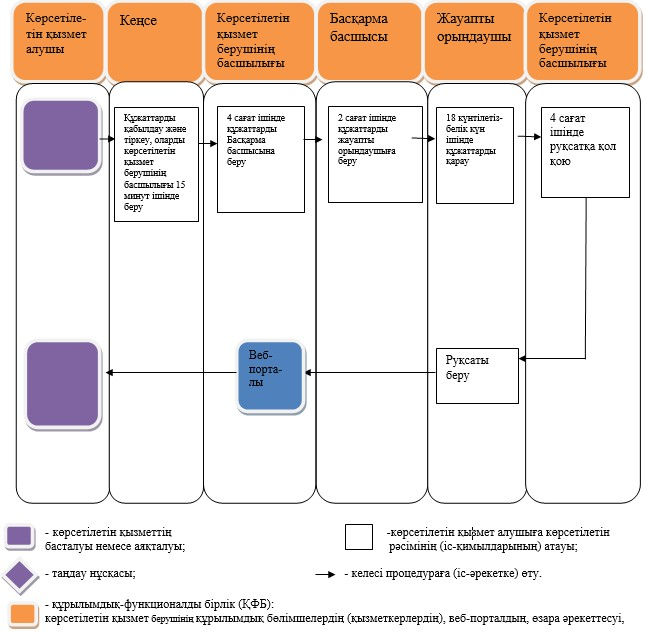 Көрсетіле-
тін қызмет
алушы
Кеңсе
Көрсетілетін
қызмет
берушінің
басшылығы
Басқарма
басшысы
Жауапты
орындаушы
Көрсетілетін
қызмет
берушінің
басшылығы
Құжаттарды
қабылдау және
тіркеу, оларды
көрсетілетін
қызмет
берушінің
басшылығы 15
минут ішінде
беру
4 сағат ішінде
құжаттарды
Басқарма
басшысына
беру
2 сағат ішінде
құжаттарды
жауапты
орындаушыға
беру
18 күнтілетіз-
белік күн
ішінде
құжаттарды
қарау
4 сағат
ішінде
рұқсатқа қол
қою
Веб-
порта-
лы
Рұқсаты
беру
- көрсетілетін қызметтің
басталуы немесе аяқталуы;
-көрсетілетін қызмет алушыға көрсетілетін
рәсімінің (іс-қимылдарының) атауы;
- таңдау нұсқасы;
- келесі процедураға (іс-әрекетке) өту.
- құрылымдық-функционалды бірлік (ҚФБ):
көрсетілетін қызмет берушінің құрылымдық бөлімшелердің (қызметкерлердің), веб-порталдың, өзара әрекеттесуі,